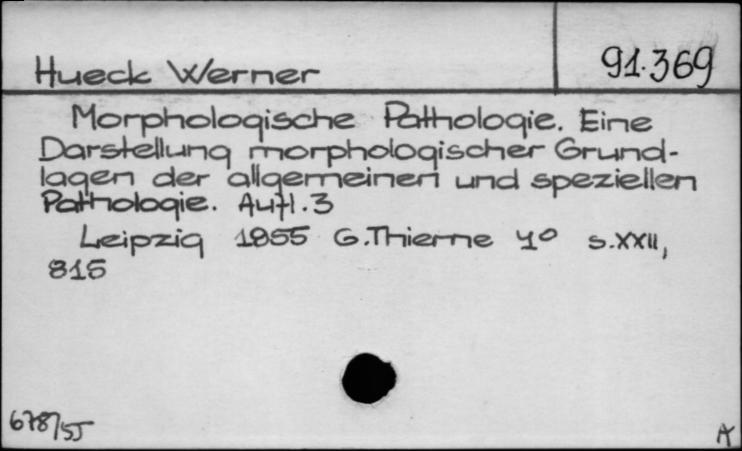 Hueck Werner
91.369
Morphologische Pathologie. Eine
Darstellung morphologischer Grund-
lagen der allgemeinen und speziellen
Pathologie. Aufl.3
Leipzig 1955 G.Thieme 4° s.XXII,
815
678/55
A